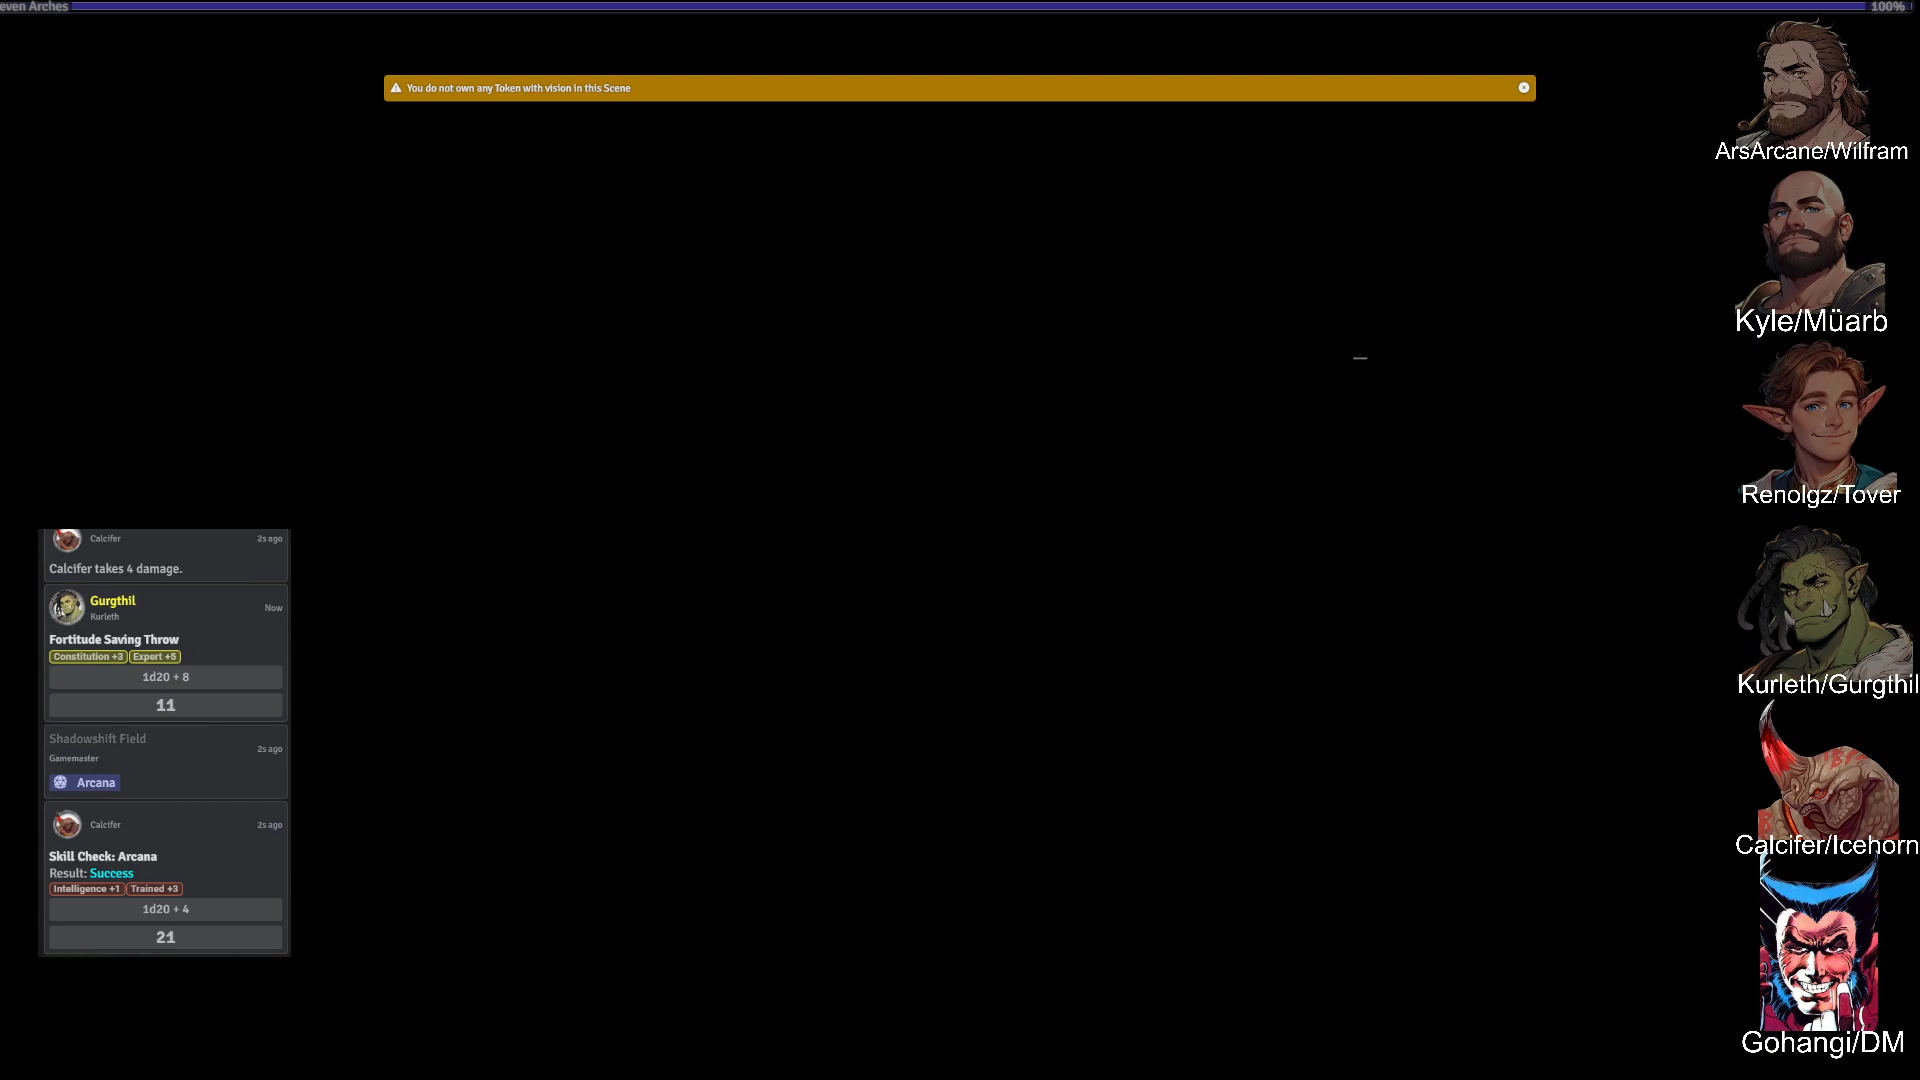 even Arches
100%
You do not own any Token with vision in this Scene
ArsArcane/Wilfram
Kyle/Müarb
Renolgz/Tover
Kurleth/Gurgthil
Calcifer/Icehorn
Gohangi/DM
Calcifer
2s ago
Calcifer takes 4 damage.
Gurgthil
Kurleth
Now
Fortitude Saving Throw
Constitution +3 Expert +5
1d20 + 8
11
Shadowshift Field
Gamemaster
2s ago
Arcana
Calcifer
2s ago
Skill Check: Arcana
Result: Success
Intelligence +1 Trained +3
1d20 + 4
21